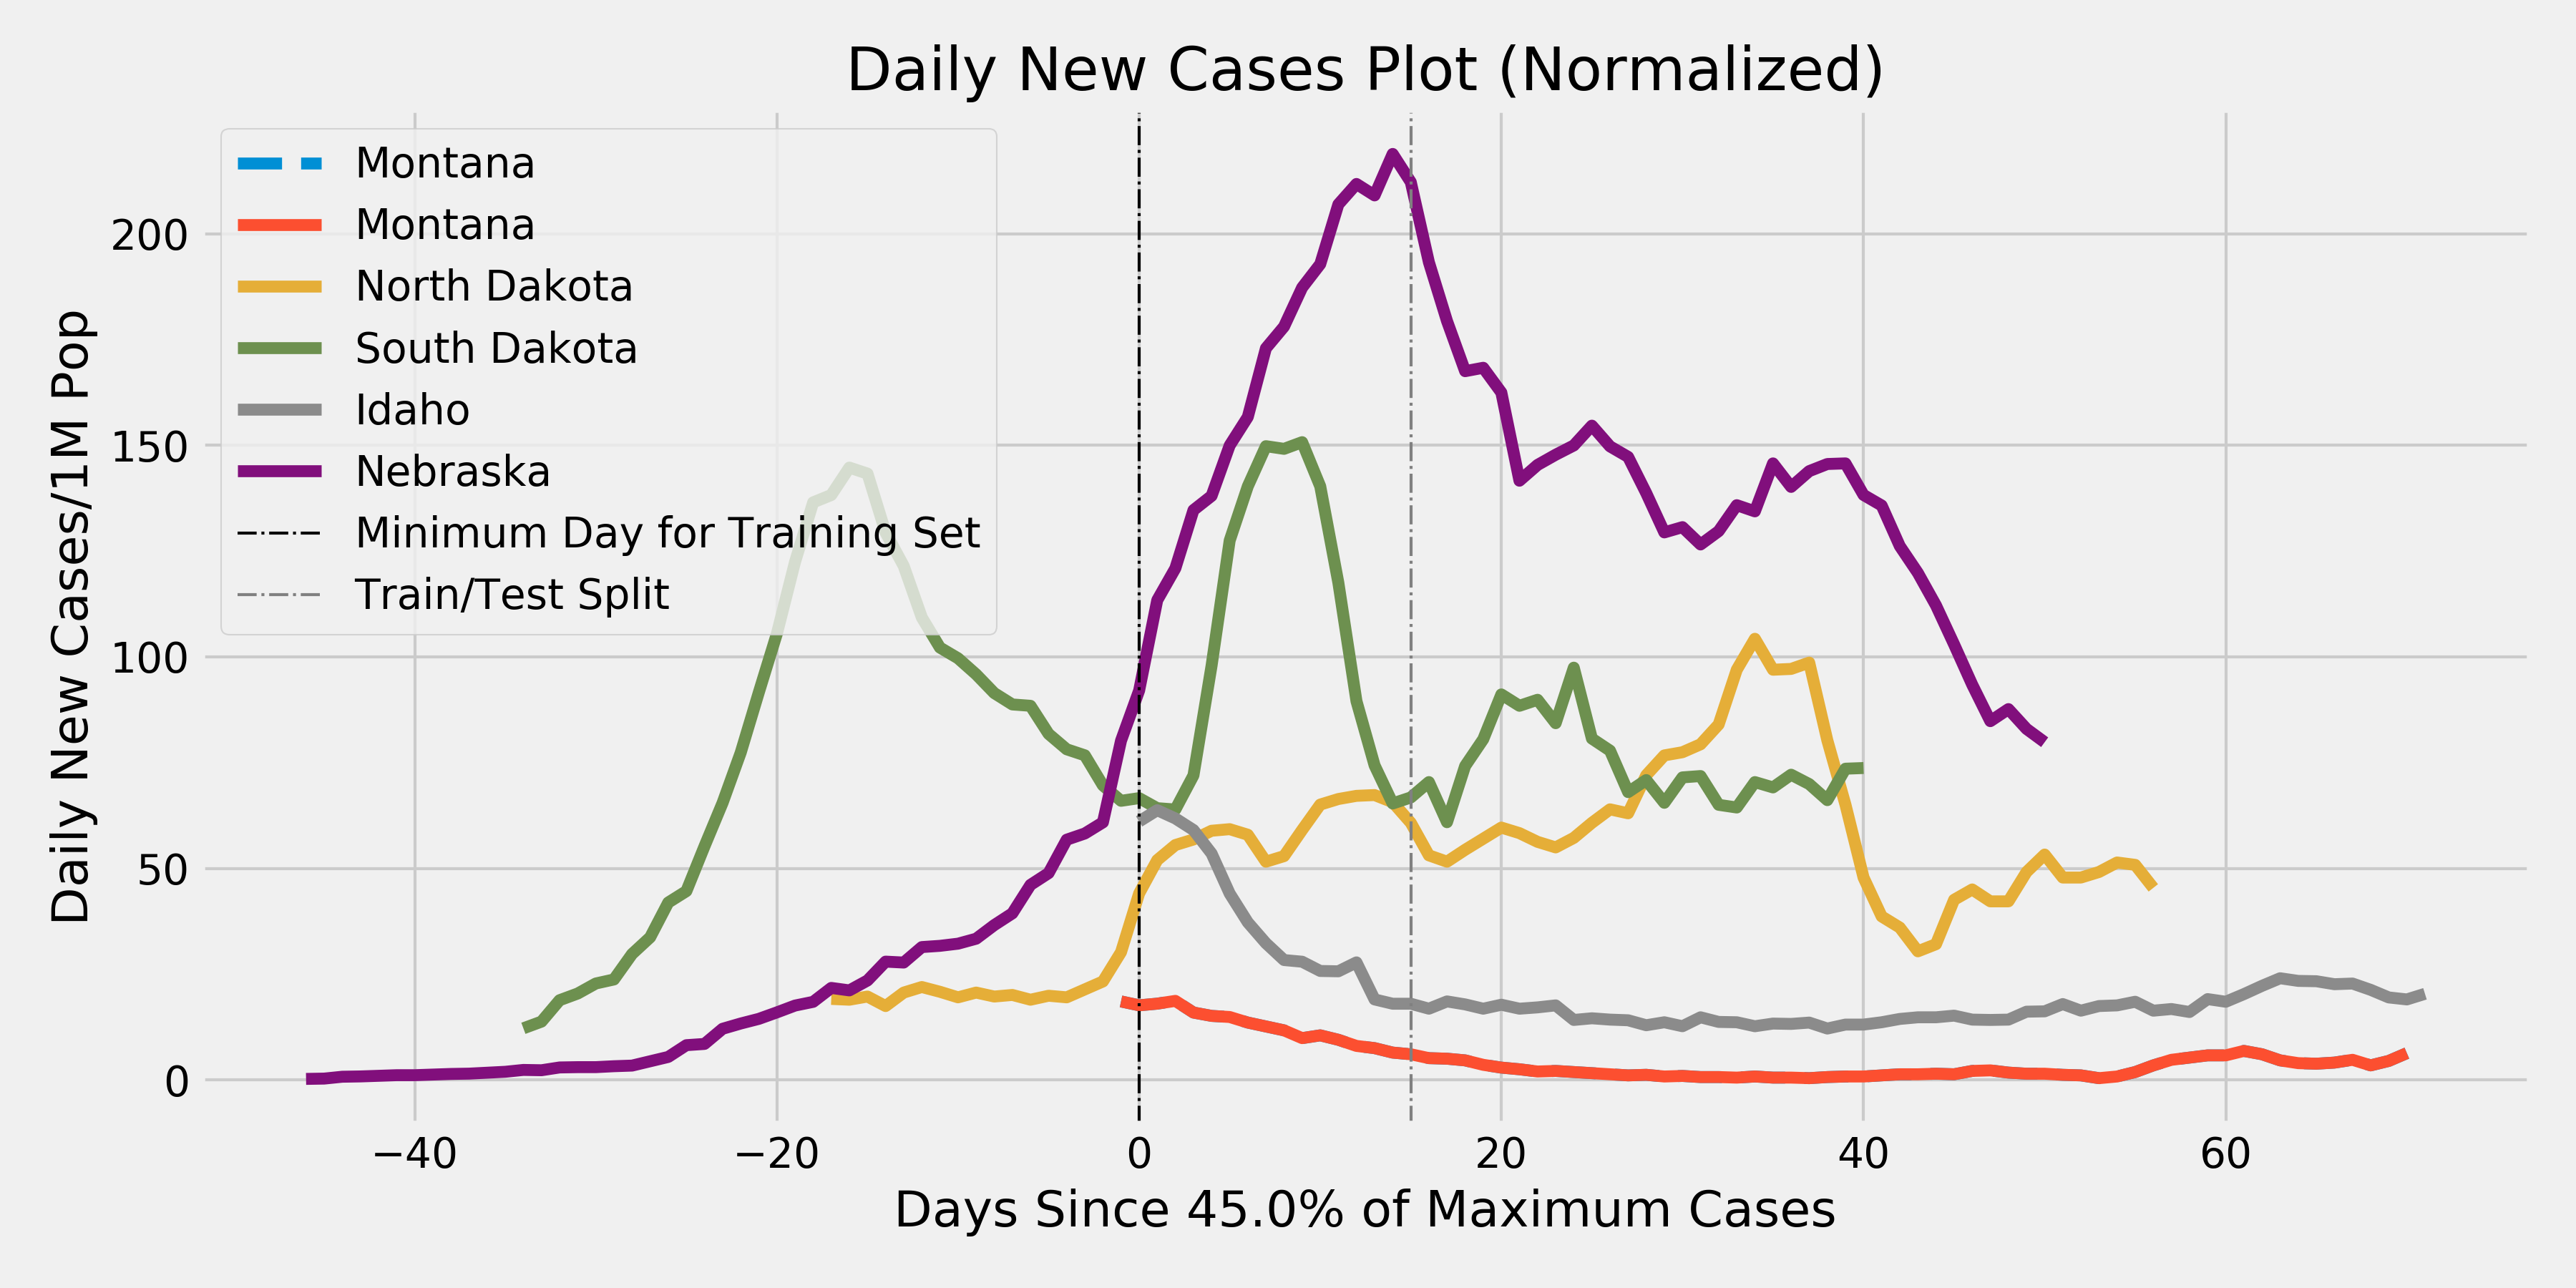 Daily New Cases Plot (Normalized)
Montana
Montana
North Dakota
South Dakota
Idaho
Nebraska
Minimum Day for Training Set
Train/Test Split
Daily New Cases/1M Pop
200
150
100
50
0
−40
−20
0
20
40
60
Days Since 45.0% of Maximum Cases